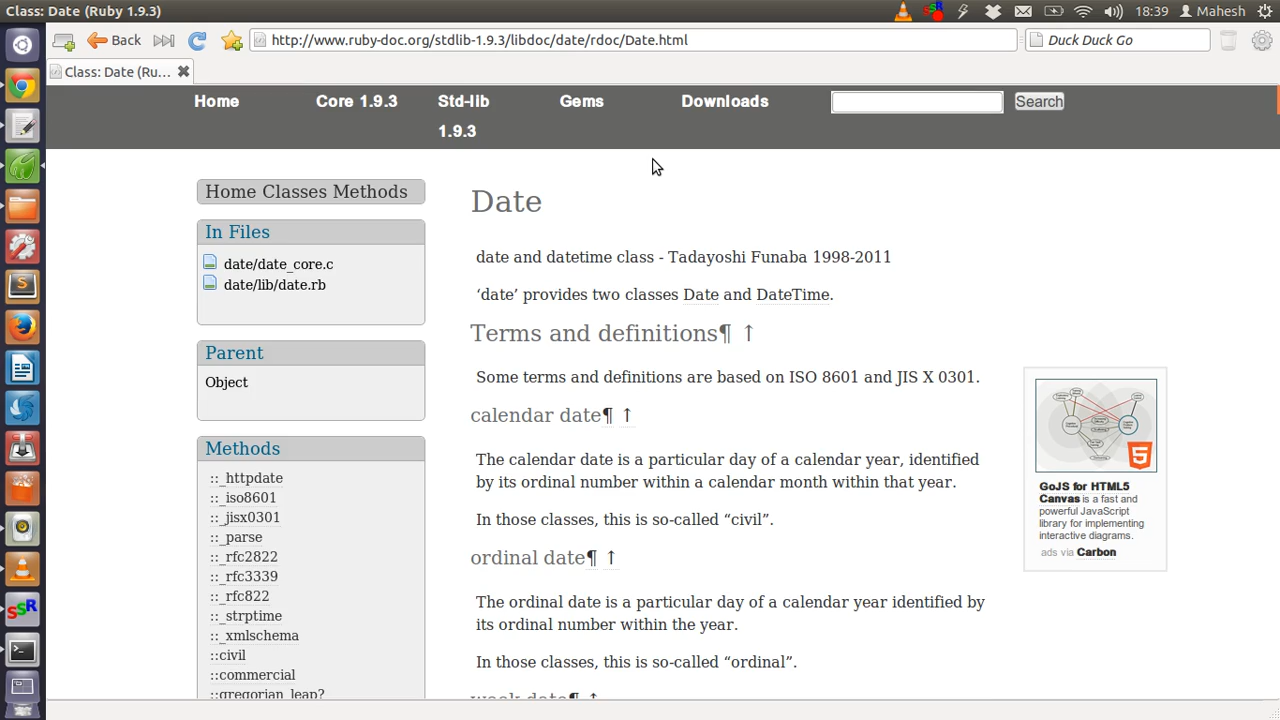 Class: Date (Ruby 1.9.3)
18:39
Mahesh
Back
http://www.ruby-doc.org/stdlib-1.9.3/libdoc/date/rdoc/Date.html
Duck Duck Go
Class: Date (Ru...
Home
Core 1.9.3
Std-lib
1.9.3
Gems
Downloads
Search
Home Classes Methods
In Files
date/date_core.c
date/lib/date.rb
Parent
Object
Methods
::_httpdate
::_iso8601
::_jisx0301
::_parse
::_rfc2822
::_rfc3339
::_rfc822
::_strptime
::_xmlschema
::civil
::commercial
::gregorian_leap?
Date
date and datetime class - Tadayoshi Funaba 1998-2011
‘date’ provides two classes Date and DateTime.
Terms and definitions¶ ↑
Some terms and definitions are based on ISO 8601 and JIS X 0301.
calendar date¶ ↑
The calendar date is a particular day of a calendar year, identified
by its ordinal number within a calendar month within that year.
In those classes, this is so-called “civil”.
ordinal date¶ ↑
The ordinal date is a particular day of a calendar year identified by
its ordinal number within the year.
In those classes, this is so-called “ordinal”.
week date¶ ↑
GoJS for HTML5
Canvas is a fast and
powerful JavaScript
library for implementing
interactive diagrams.
ads via Carbon